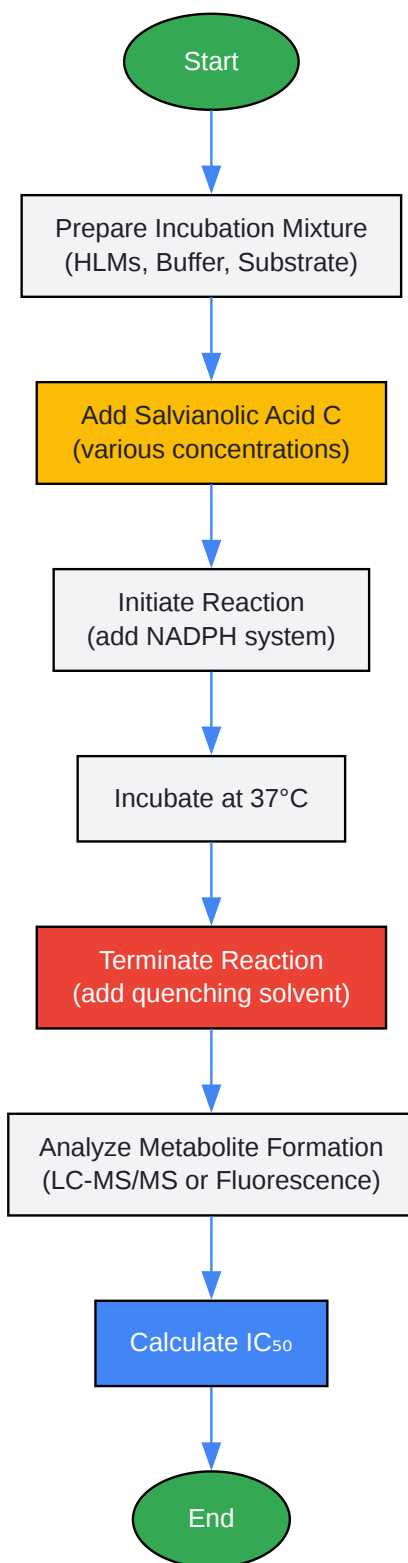 Start
Prepare Incubation Mixture
(HLMs, Buffer, Substrate)
Add Salvianolic Acid C
(various concentrations)
Initiate Reaction
(add NADPH system)
Incubate at 37°C
Terminate Reaction
(add quenching solvent)
Analyze Metabolite Formation
(LC-MS/MS or Fluorescence)
Calculate IC₅₀
End